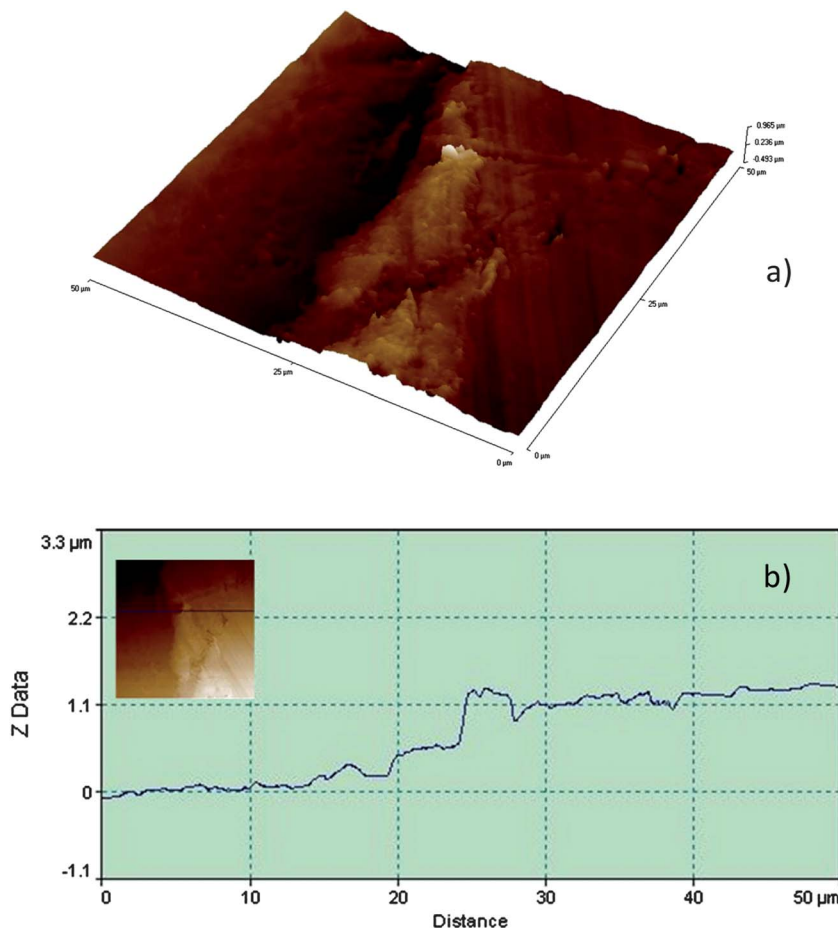 0.965 µm
0.236 µm
-0.493 µm
50 µm
a)
50 µm
25 µm
25 µm
0 µm
0 µm
3.3 µm
b)
2.2
Z Data
1.1
0
-1.1
0 10 20 30 40 50 µm
Distance